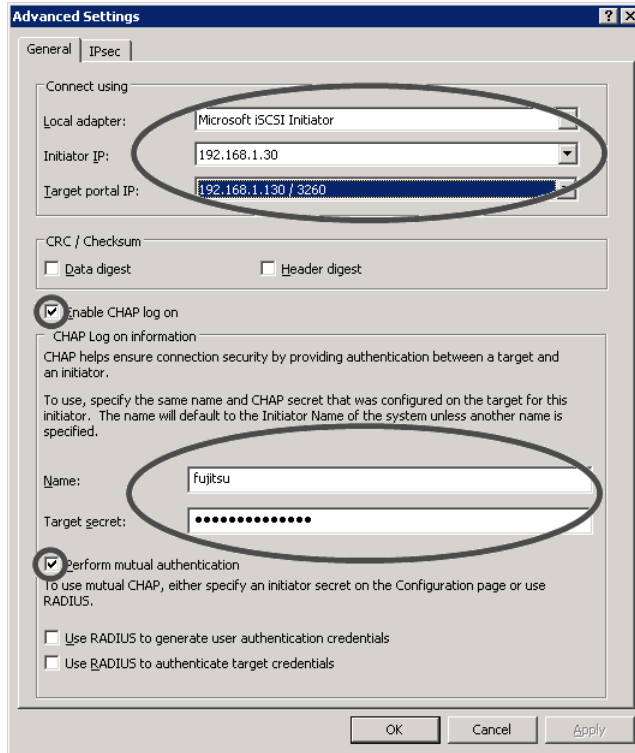 Advanced Settings
General
IPsec
Connect using
Local adapter:
Microsoft iSCSI Initiator
Initiator IP:
192.168.1.30
Target portal IP:
192.168.1.130 / 3260
CRC / Checksum
Data digest
Header digest
Enable CHAP log on
CHAP Log on information
CHAP helps ensure connection security by providing authentication between a target and
an initiator.
To use, specify the same name and CHAP secret that was configured on the target for this
initiator. The name will default to the Initiator Name of the system unless another name is
specified.
Name:
fujitsu
Target secret:
●●●●●●●●●●●●●●
Perform mutual authentication
To use mutual CHAP, either specify an initiator secret on the Configuration page or use
RADIUS.
Use RADIUS to generate user authentication credentials
Use RADIUS to authenticate target credentials
OK
Cancel
Apply